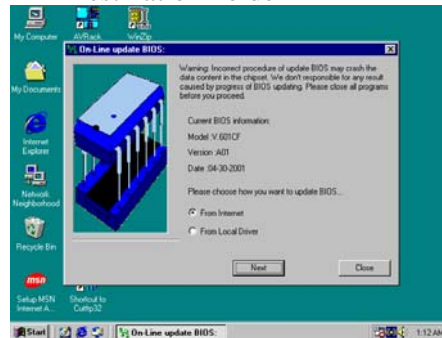 My Computer
AVRack
WinZip
On-Line update BIOS:
Warning: Incorrect procedure of update BIOS may crash the
data content in the chipset. We don't responsible for any result
caused by progress of BIOS updating. Please close all programs
before you proceed.
My Documents
Current BIOS information:
Model :V.601CF
Version :A01
Date :04-30-2001
Internet
Explorer
Please choose how you want to update BIOS...
Network
Neighborhood
From Internet
From Local Driver
Recycle Bin
Next
Close
msn
Setup MSN
Internet A...
Shortcut to
Cutftp32
Start
On-Line update BIOS:
1:12 AM